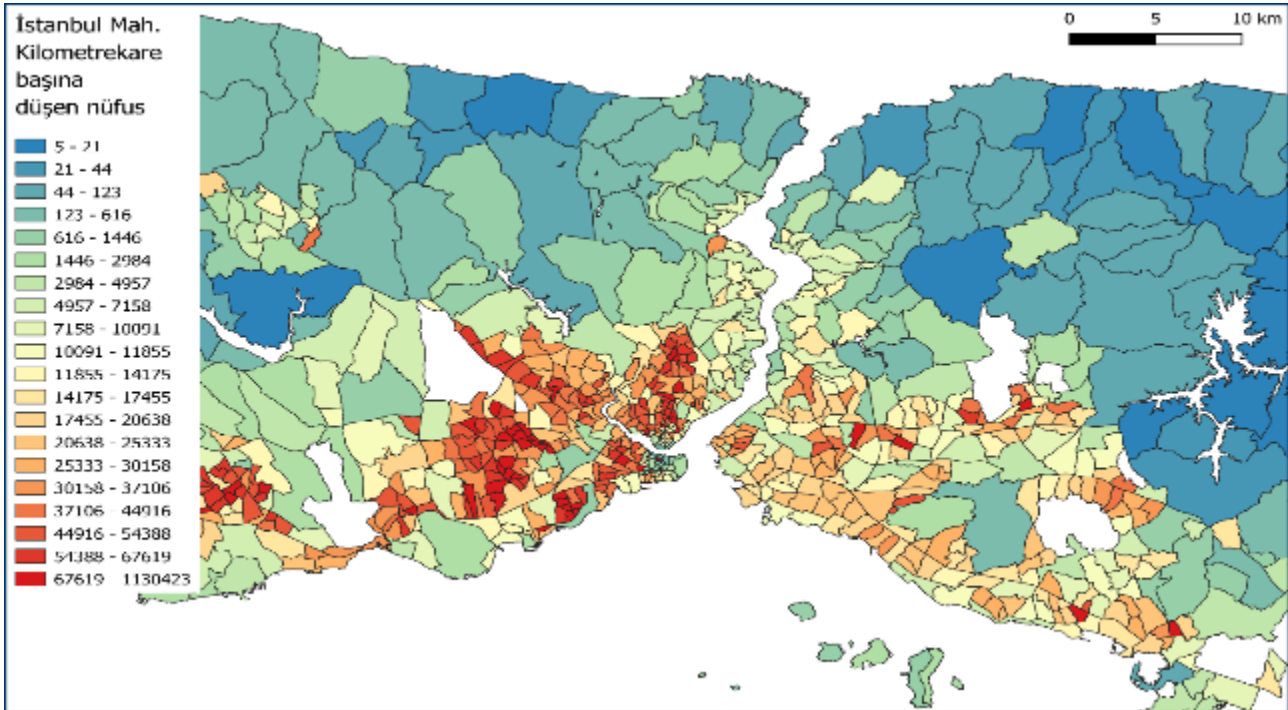 İstanbul Mah.
Kilometrekare
başına
düşen nüfus
5 - 21
21 - 44
44 - 123
123 - 616
616 - 1446
1446 - 2984
2984 - 4957
4957 - 7158
7158 - 10091
10091 - 11855
11855 - 14175
14175 - 17455
17455 - 20638
20638 - 25333
25333 - 30158
30158 - 37106
37106 - 44916
44916 - 54388
54388 - 67619
67619 1130423
0 5 10 km